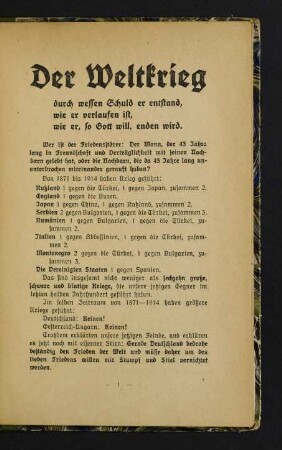 Der Weltkrieg
durch wessen Schuld er entstand,
wie er verlaufen ist,
wie er, so Gott will, enden wird.
Wer ist der Friedensstörer: Der Mann, der 43 Jahre
lang in Freundschaft und Verträglichkeit mit seinen Nach-
barn gelebt hat, oder die Nachbarn, die da 43 Jahre lang un-
unterbrochen miteinander gerauft haben?
Von 1871 bis 1914 haben Krieg geführt:
Rußland 1 gegen die Türkei, 1 gegen Japan, zusammen 2.
England gegen die Buren.
Japan 1 gegen China, 1 gegen Rußland, zusammen 2.
Serbien 2 gegen Bulgarien, 1 gegen die Türkei, zusammen 3.
Rumänien 1 gegen Bulgarien, 1 gegen die Türkei, zu-
sammen 2.
Italien 1 gegen Abbessinien, 1 gegen die Türkei, zusam-
men 2.
Montenegro 2 gegen die Türkei, 1 gegen Bulgarien, zu-
sammen 3.
Die Vereinigten Staaten 1 gegen Spanien.
Das sind insgesamt nicht weniger als sechzehn große,
schwere und blutige Kriege, die unsere jetzigen Gegner im
letzten halben Jahrhundert geführt haben.
Im selben Zeitraum von 1871–1914 haben größere
Kriege geführt:
Deutschland: Keinen!
Oesterreich-Ungarn: Keinen!
Trotzdem erklärten unsere jetzigen Feinde, und erklären
es jetzt noch mit eiserner Stirn: Gerade Deutschland bedrohe
beständig den Frieden der Welt und müsse daher um des
lieben Friedens willen mit Stumpf und Stiel vernichtet
werden.
— 1 —